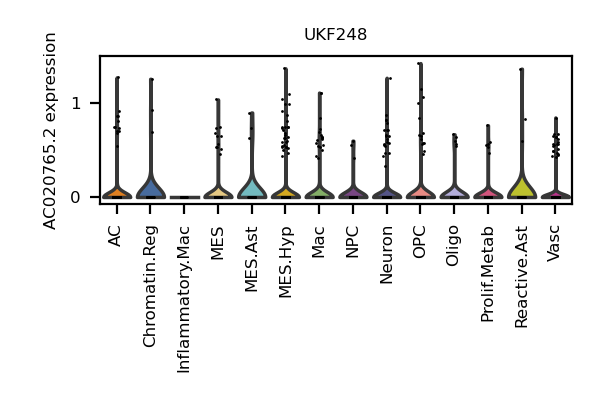 UKF248
AC020765.2 expression
1
0
AC
Chromatin.Reg
Inflammatory.Mac
MES
MES.Ast
MES.Hyp
Mac
NPC
Neuron
OPC
Oligo
Prolif.Metab
Reactive.Ast
Vasc